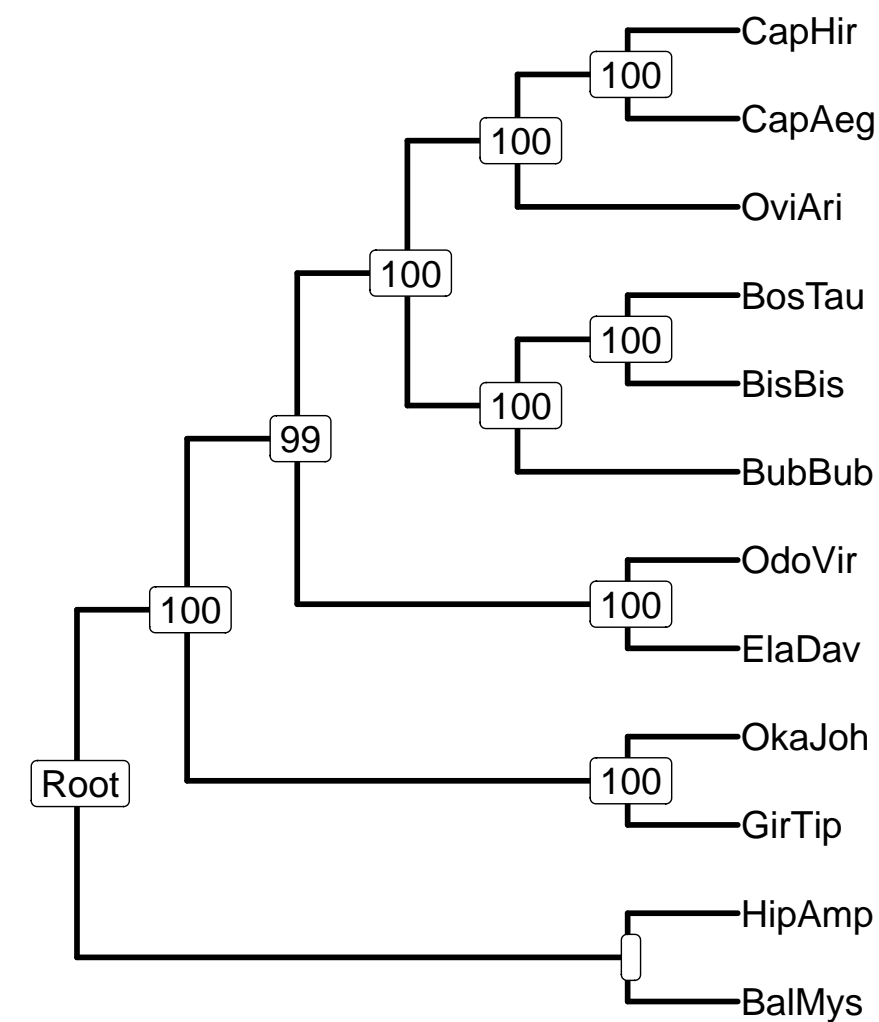 CapHir
100
CapAeg
100
OviAri
100
BosTau
100
BisBis
100
99
BubBub
OdoVir
100
100
ElaDav
OkaJoh
Root
100
GirTip
HipAmp
BalMys